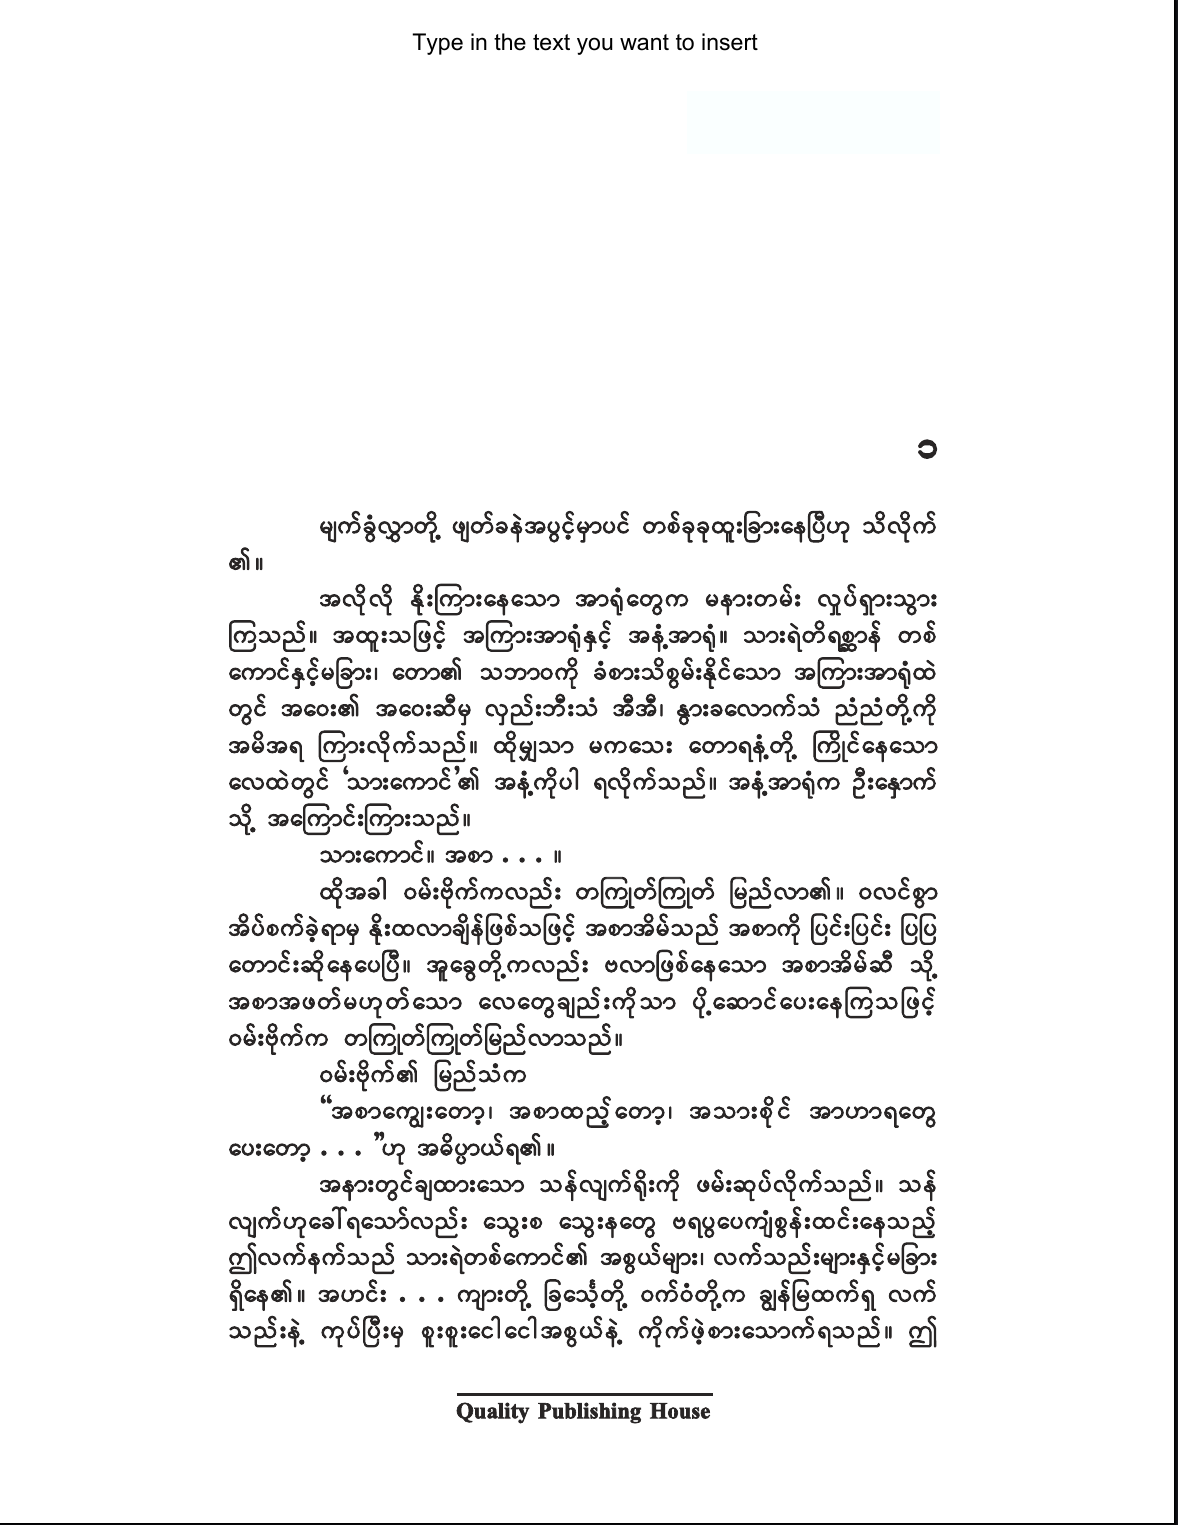 Type in the text you want to insert
၁
မျက်ခွံလွှာတို့ ဖျတ်ခနဲအပွင့်မှာပင် တစ်ခုခုထူးခြားနေပြီဟု သိလိုက်
၏။
အလိုလို နိုးကြားနေသော အာရုံတွေက မနားတမ်း လှုပ်ရှားသွား
ကြသည်။ အထူးသဖြင့် အကြားအာရုံနှင့် အနံ့အာရုံ။ သားရဲတိရစ္ဆာန် တစ်
ကောင်နှင့်မခြား၊ တော၏ သဘာဝကို ခံစားသိစွမ်းနိုင်သော အကြားအာရုံထဲ
တွင် အဝေး၏ အဝေးဆီမှ လှည်းဘီးသံ အီအီ၊ နွားခလောက်သံ ညံညံတို့ကို
အမိအရ ကြားလိုက်သည်။ ထိုမျှသာ မကသေး တောရနံ့တို့ ကြိုင်နေသော
လေထဲတွင် ‘သားကောင်’၏ အနံ့ကိုပါ ရလိုက်သည်။ အနံ့အာရုံက ဦးနှောက်
သို့ အကြောင်းကြားသည်။
သားကောင်။ အစာ . . . ။
ထိုအခါ ဝမ်းဗိုက်ကလည်း တကြုတ်ကြုတ် မြည်လာ၏။ ဝလင်စွာ
အိပ်စက်ခဲ့ရာမှ နိုးထလာချိန်ဖြစ်သဖြင့် အစာအိမ်သည် အစာကို ပြင်းပြင်း ပြပြ
တောင်းဆိုနေပေပြီ။ အူခွေတို့ကလည်း ဗလာဖြစ်နေသော အစာအိမ်ဆီ သို့
အစာအဖတ်မဟုတ်သော လေတွေချည်းကိုသာ ပို့ဆောင်ပေးနေကြသဖြင့်
ဝမ်းဗိုက်က တကြုတ်ကြုတ်မြည်လာသည်။
ဝမ်းဗိုက်၏ မြည်သံက
“အစာကျွေးတော့၊ အစာထည့်တော့၊ အသားစိုင် အာဟာရတွေ
ပေးတော့ . . . ”ဟု အဓိပ္ပာယ်ရ၏။
အနားတွင်ချထားသော သန်လျက်ရိုးကို ဖမ်းဆုပ်လိုက်သည်။ သန်
လျက်ဟုခေါ်ရသော်လည်း သွေးစ သွေးနတွေ ဗရပွပေကျံစွန်းထင်းနေသည့်
ဤလက်နက်သည် သားရဲတစ်ကောင်၏ အစွယ်များ၊ လက်သည်းများနှင့်မခြား
ရှိနေ၏။ အဟင်း . . . ကျားတို့ ခြင်္သေ့တို့ ဝက်ဝံတို့က ချွန်မြထက်ရှ လက်
သည်းနဲ့ ကုပ်ပြီးမှ စူးစူးငေါငေါအစွယ်နဲ့ ကိုက်ဖဲ့စားသောက်ရသည်။ ဤ
Quality Publishing House